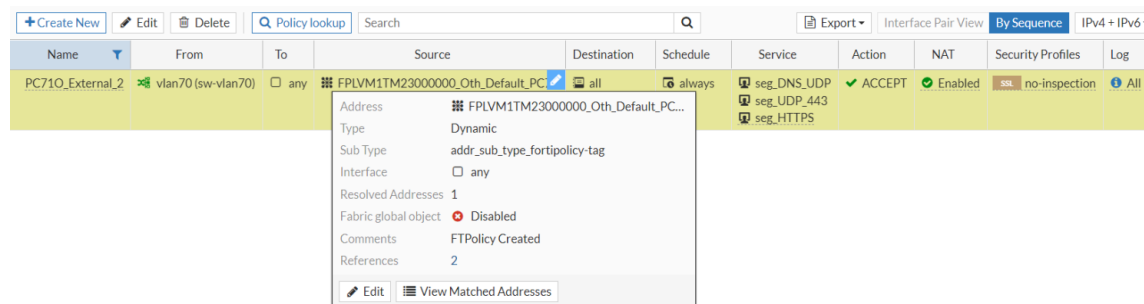 Create New Edit Delete Policy lookup Search Export Interface Pair View By Sequence IPv4 + IPv6
Name From To Source Destination Schedule Service Action NAT Security Profiles Log
PC71O_External_2 vlan70 (sw-vlan70) any FPLVM1TM23000000_Oth_Default_PC7 all always seg_DNS_UDP ACCEPT Enabled SSL no-inspection All
seg_UDP_443
seg_HTTPS
Address FPLVM1TM23000000_Oth_Default_PC...
Type Dynamic
Sub Type addr_sub_type_fortipolicy-tag
Interface any
Resolved Addresses 1
Fabric global object Disabled
Comments FTPolicy Created
References 2
Edit View Matched Addresses